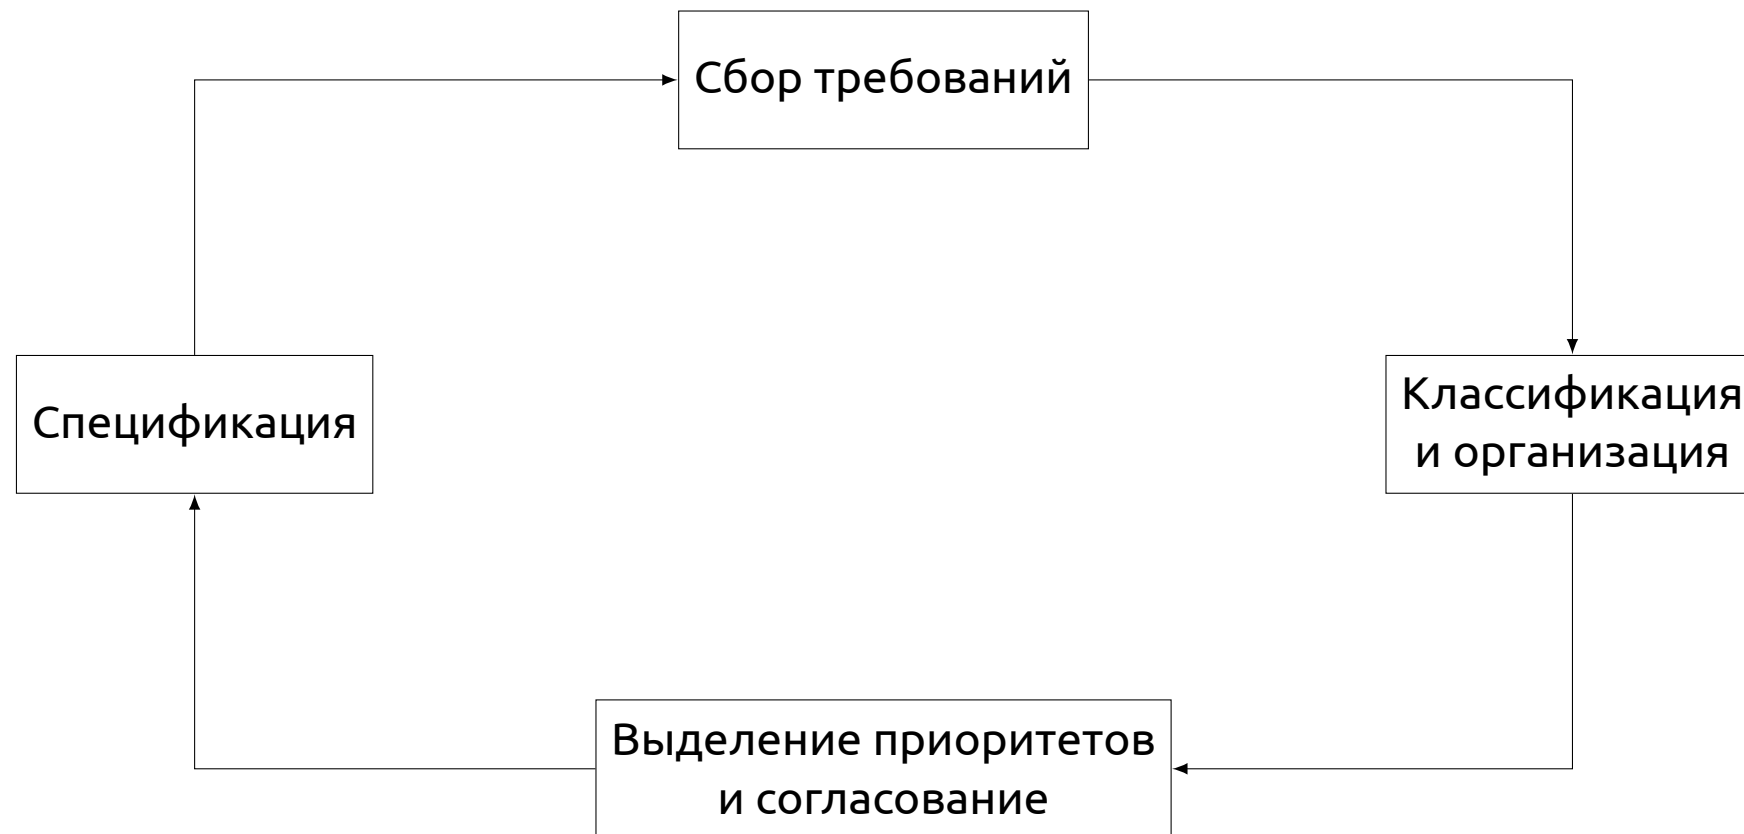 Сбор требований
Спецификация
Классификация
и организация
Выделение приоритетов
и согласование